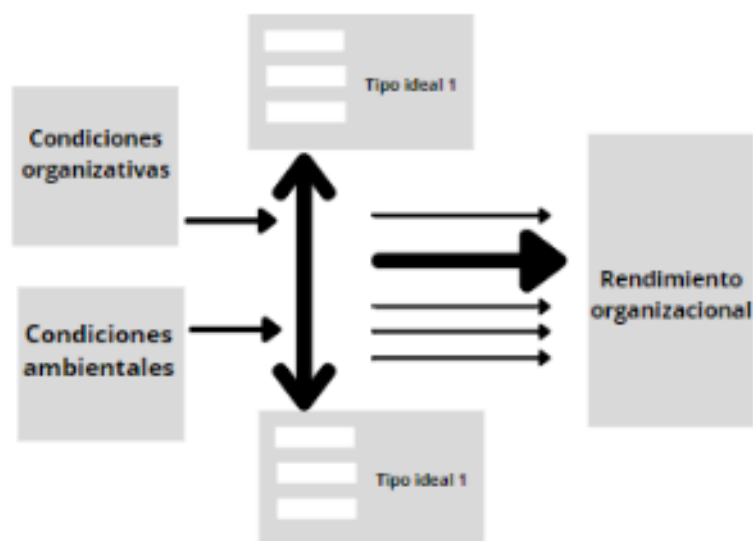 Tipo ideal 1
Condiciones
organizativas
Condiciones
ambientales
Rendimiento
organizacional
Tipo ideal 1